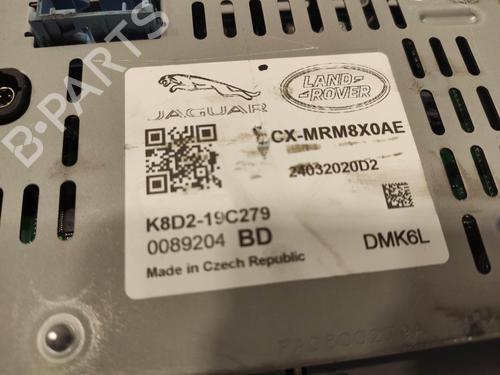 B-PARTS
JAGUAR
LAND-
ROVER
CX-MRM8X0AE
24032020D2
K8D2-19C279
0089204 BD
DMK6L
Made in Czech Republic